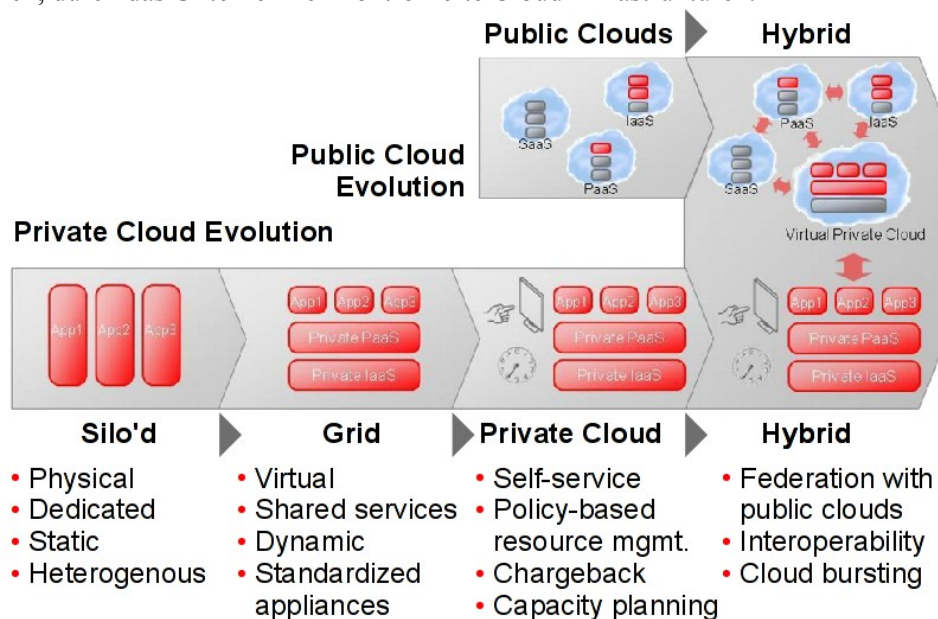 Public Clouds
Hybrid
IaaS
SaaS
PaaS
PaaS
IaaS
SaaS
Virtual Private Cloud
Public Cloud
Evolution
Private Cloud Evolution
App1 App2 App3
App1 App2 App3
Private PaaS
Private IaaS
App1 App2 App3
Private PaaS
Private IaaS
App1 App2 App3
Private PaaS
Private IaaS
Silo'd
Grid
Private Cloud
Hybrid
• Physical
• Dedicated
• Static
• Heterogenous
• Virtual
• Shared services
• Dynamic
• Standardized
appliances
• Self-service
• Policy-based
resource mgmt.
• Chargeback
• Capacity planning
• Federation with
public clouds
• Interoperability
• Cloud bursting